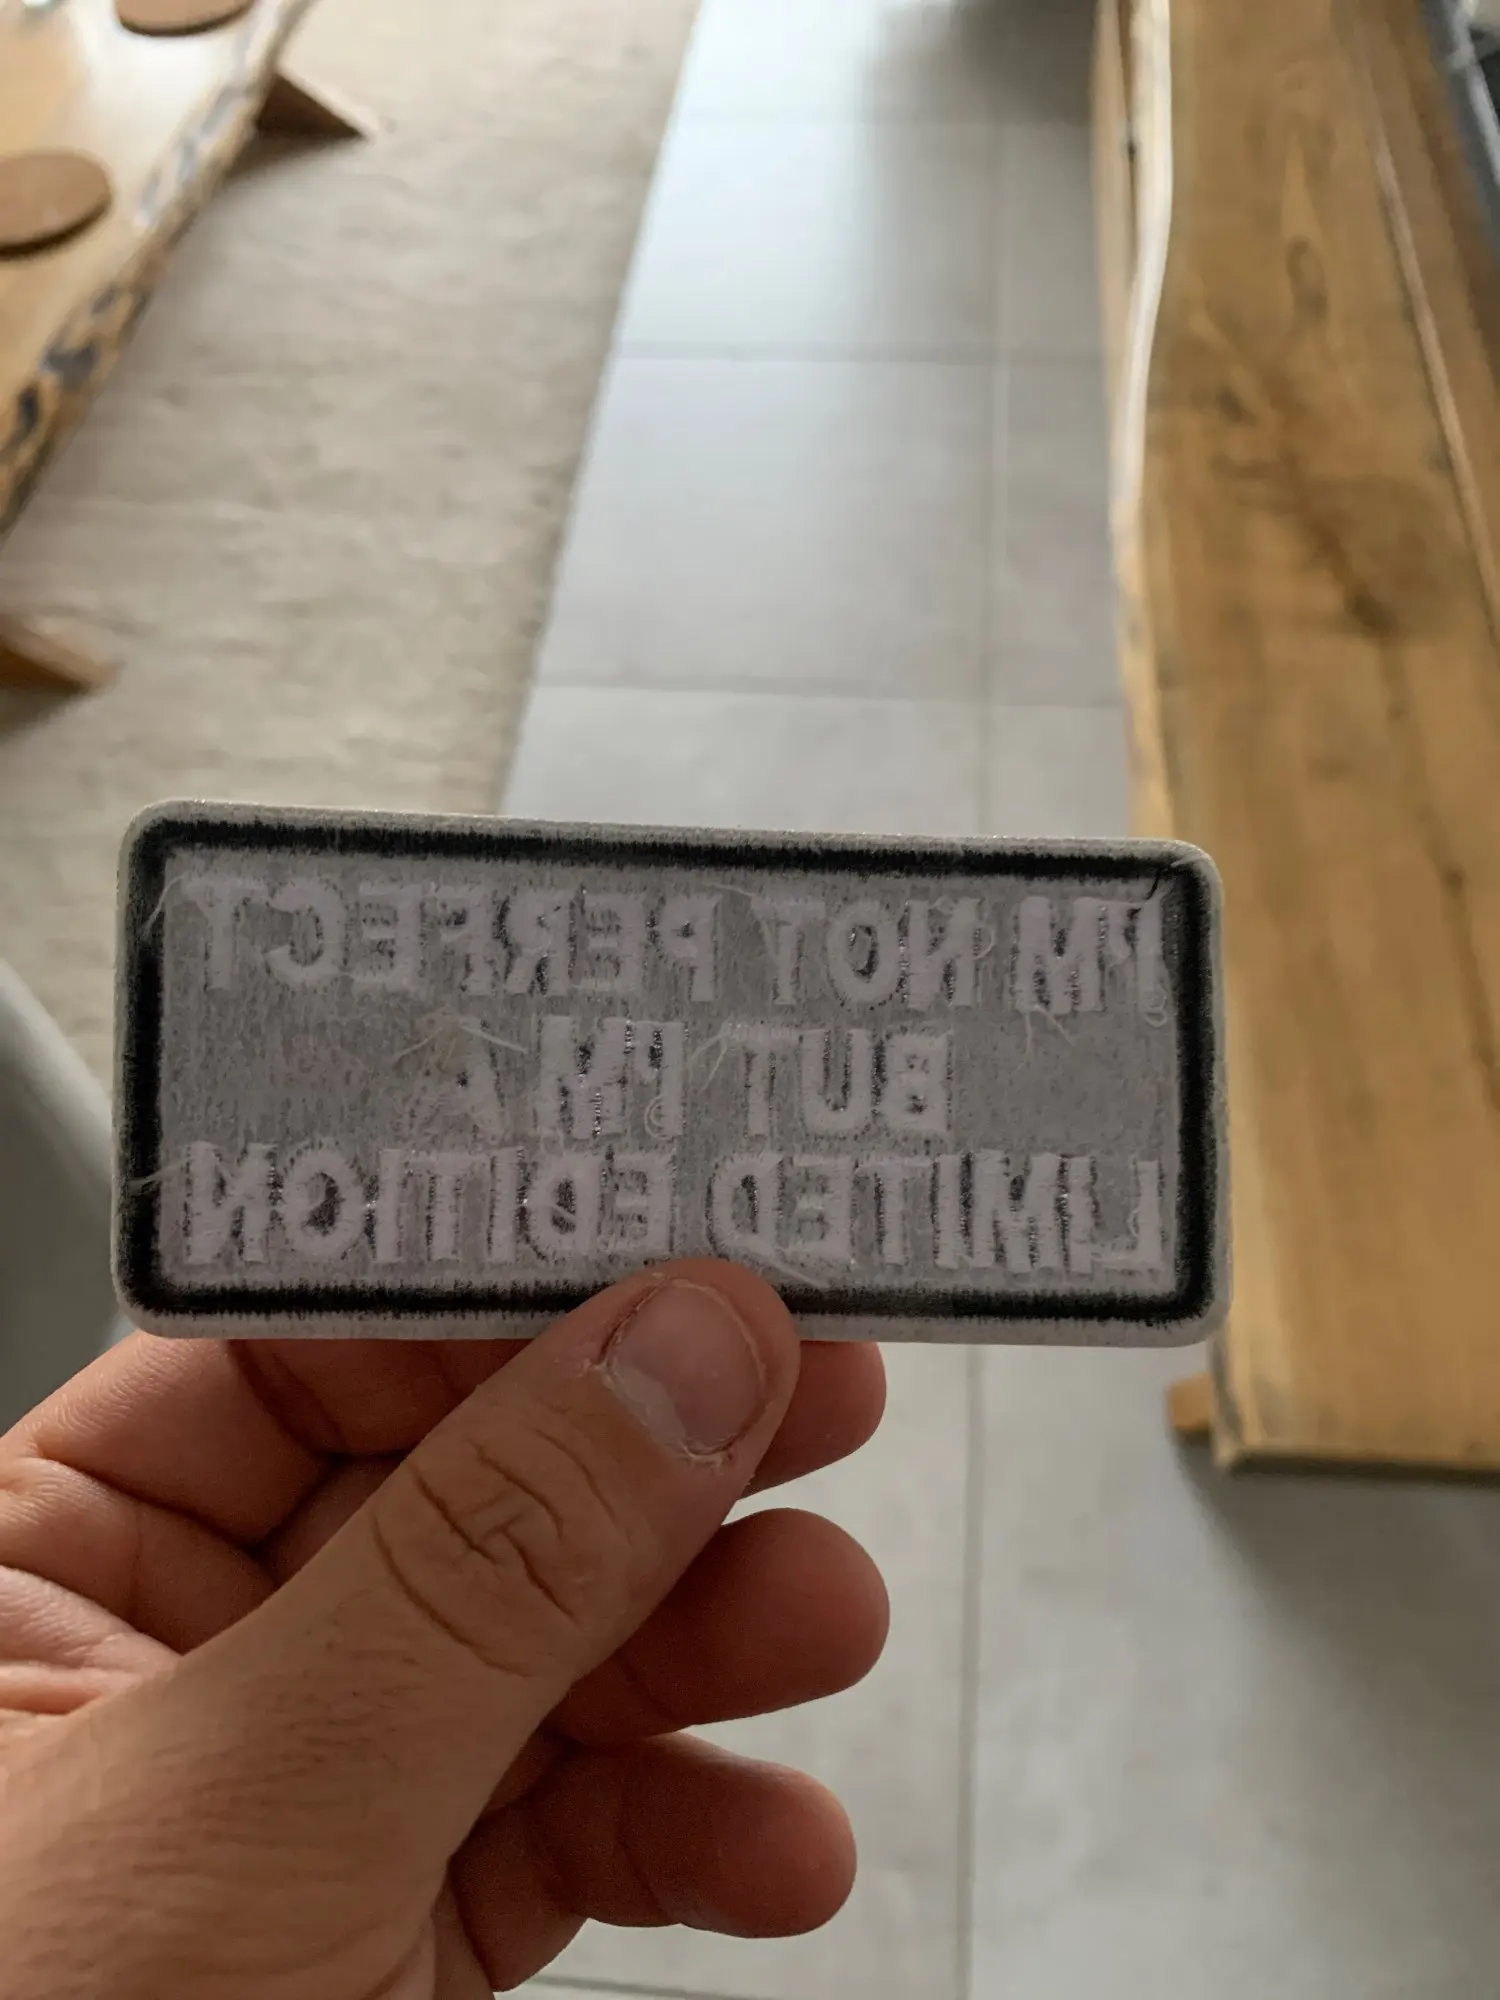 I'M NOT PERFECT
BUT I'M A
LIMITED EDITION